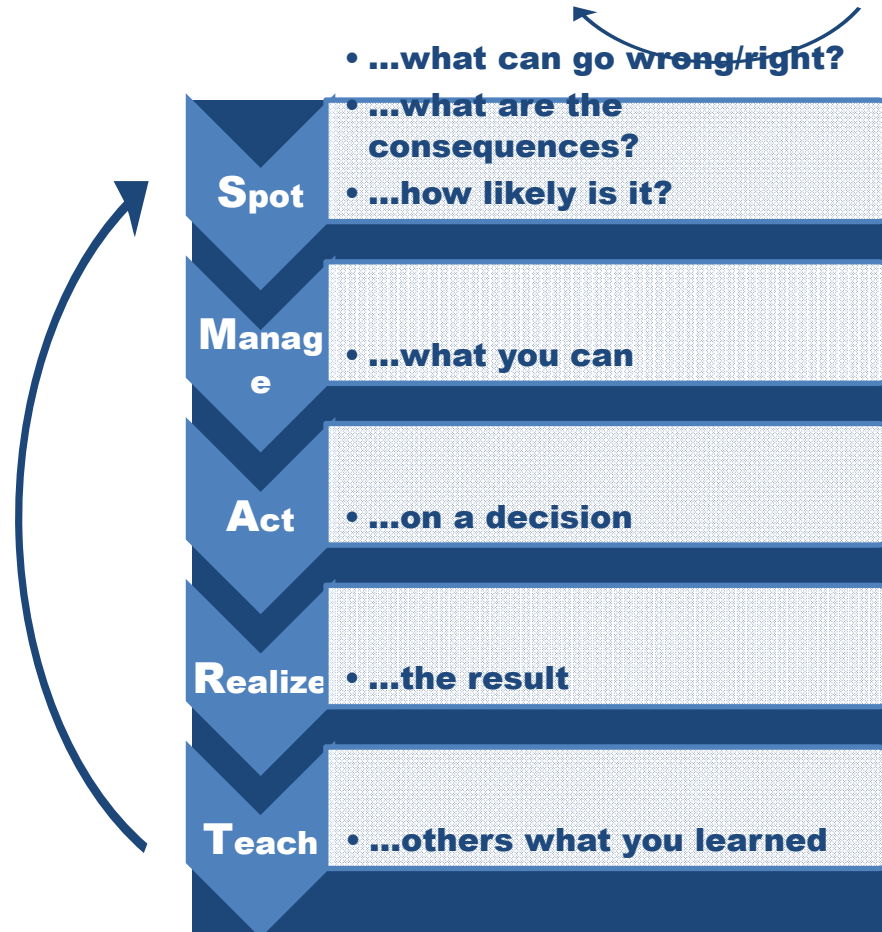 • ...what can go wrong/right?
• ...what are the
consequences?
• ...how likely is it?
Spot
Manag
e
• ...what you can
Act
• ...on a decision
Realize
• ...the result
Teach
• ...others what you learned